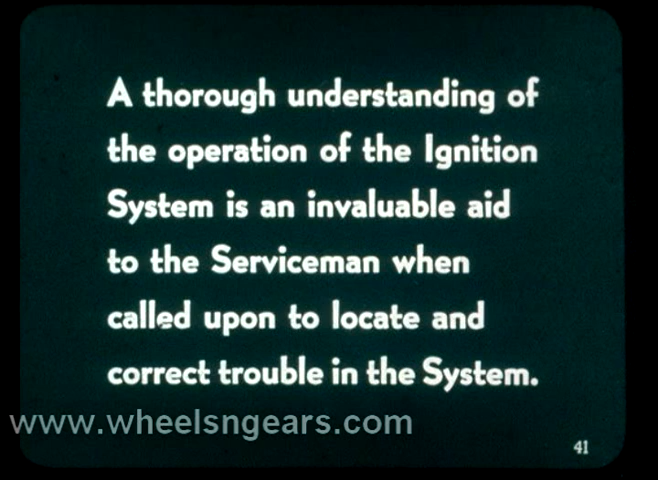 A thorough understanding of
the operation of the Ignition
System is an invaluable aid
to the Serviceman when
called upon to locate and
correct trouble in the System.
www.wheelsngears.com
41